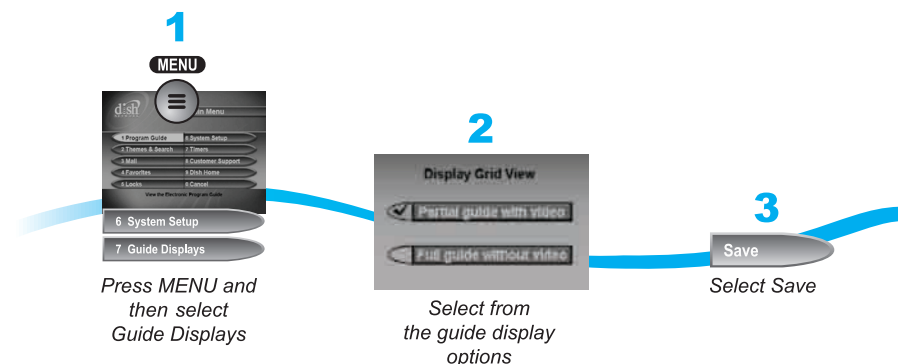 1
MENU
dish
Main Menu
1 Program Guide
6 System Setup
2 Themes & Search
7 Timers
3 Mail
8 Customer Support
4 Favorites
9 Dish Home
5 Locks
0 Cancel
View the Electronic Program Guide
6 System Setup
7 Guide Displays
Press MENU and
then select
Guide Displays
2
Display Grid View
Partial guide with video
Full guide without video
Select from
the guide display
options
3
Save
Select Save